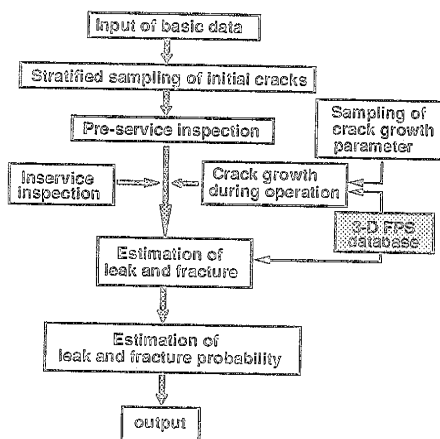 Input of basic data
Stratified sampling of initial cracks
Sampling of
crack growth
parameter
Pre-service inspection
Inservice
inspection
Crack growth
during operation
3-D FPS
database
Estimation of
leak and fracture
Estimation of
leak and fracture probability
output